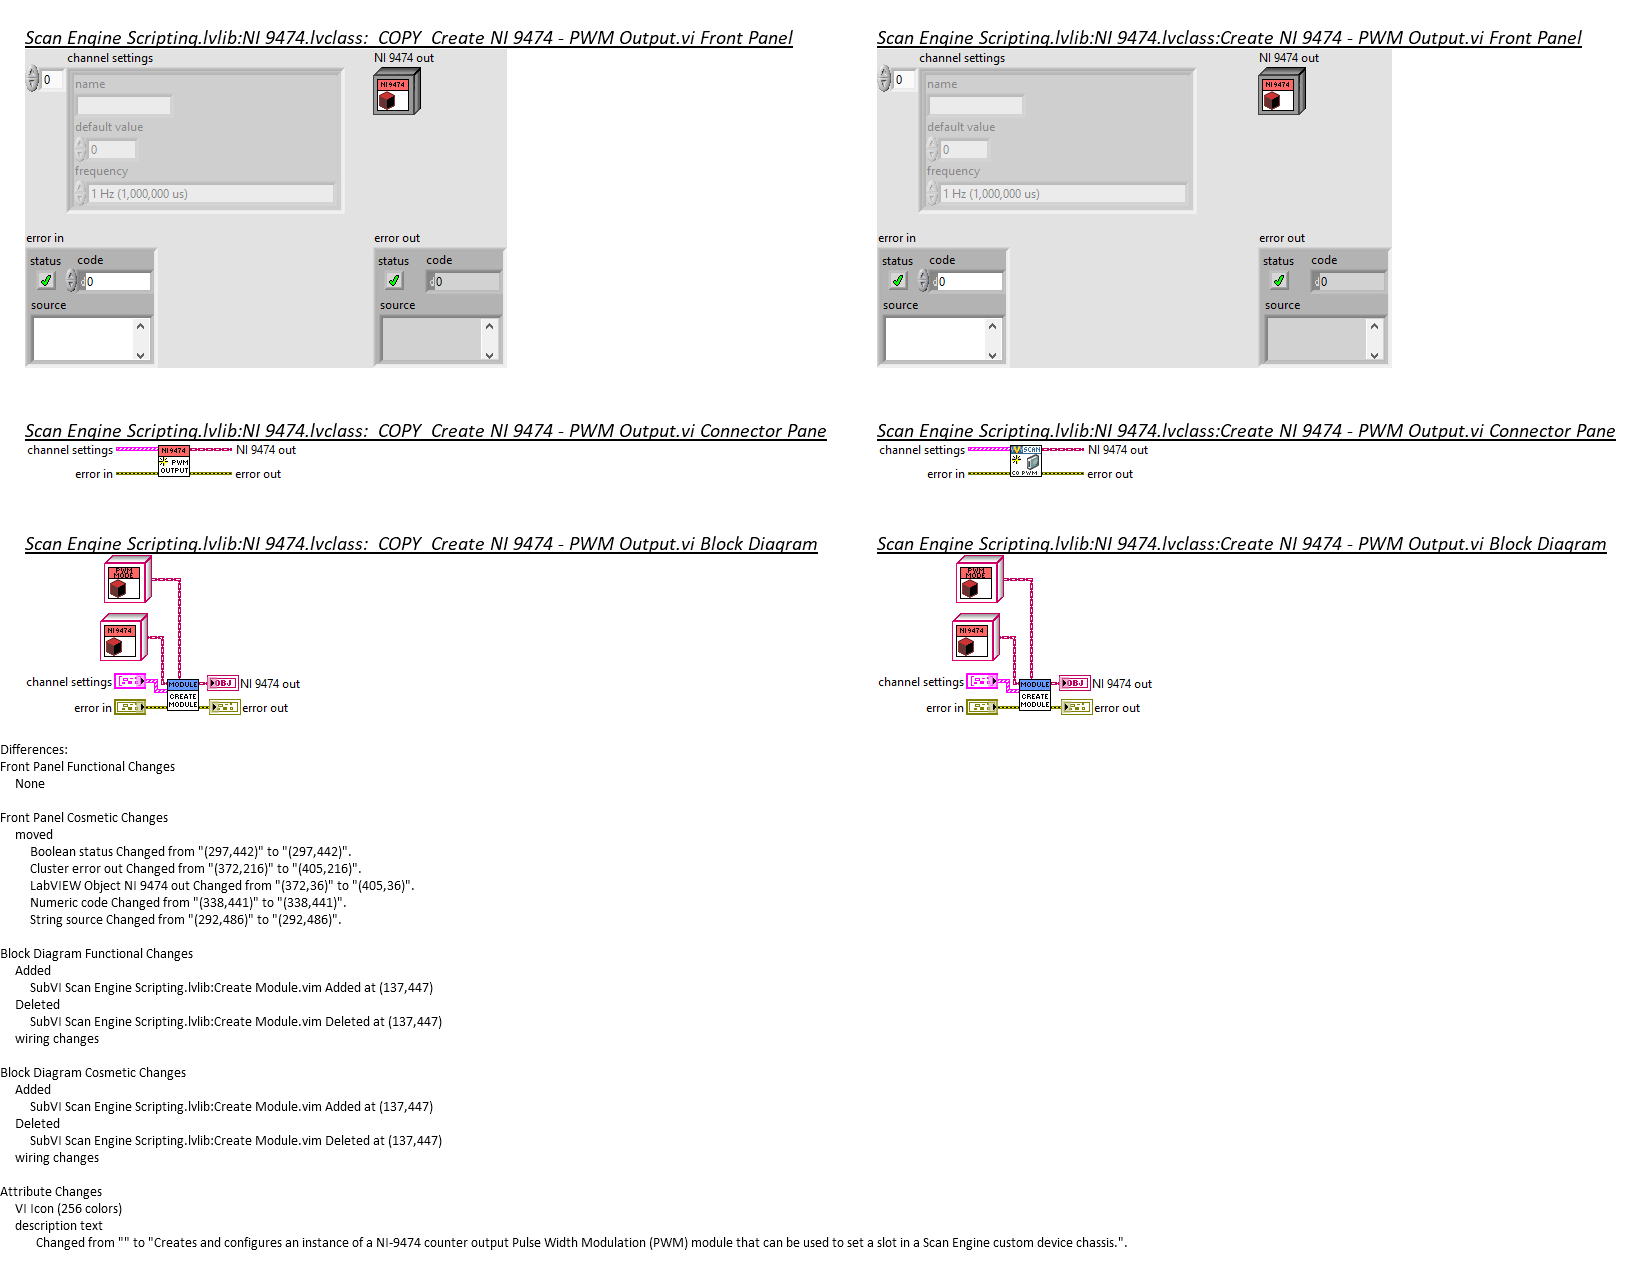 Scan Engine Scripting.lvlib:NI 9474.lvclass:_COPY_Create NI 9474 - PWM Output.vi Front Panel
channel settings
NI 9474 out
0
name
NI9474
default value
0
frequency
1 Hz (1,000,000 us)
error in
error out
status code
status code
0
0
source
source
Scan Engine Scripting.lvlib:NI 9474.lvclass:Create NI 9474 - PWM Output.vi Front Panel
channel settings
NI 9474 out
0
name
NI9474
default value
0
frequency
1 Hz (1,000,000 us)
error in
error out
status code
status code
0
0
source
source
Scan Engine Scripting.lvlib:NI 9474.lvclass:_COPY_Create NI 9474 - PWM Output.vi Connector Pane
channel settings
NI9474
NI 9474 out
PWM
OUTPUT
error in
error out
Scan Engine Scripting.lvlib:NI 9474.lvclass:Create NI 9474 - PWM Output.vi Connector Pane
channel settings
SCAN
NI 9474 out
CO PWM
error in
error out
Scan Engine Scripting.lvlib:NI 9474.lvclass:_COPY_Create NI 9474 - PWM Output.vi Block Diagram
PWM
MODE
NI9474
channel settings
MODULE
OBJ
NI 9474 out
CREATE
MODULE
error in
error out
Scan Engine Scripting.lvlib:NI 9474.lvclass:Create NI 9474 - PWM Output.vi Block Diagram
PWM
MODE
NI9474
channel settings
MODULE
OBJ
NI 9474 out
CREATE
MODULE
error in
error out
Differences:
Front Panel Functional Changes
None
Front Panel Cosmetic Changes
moved
Boolean status Changed from "(297,442)" to "(297,442)".
Cluster error out Changed from "(372,216)" to "(405,216)".
LabVIEW Object NI 9474 out Changed from "(372,36)" to "(405,36)".
Numeric code Changed from "(338,441)" to "(338,441)".
String source Changed from "(292,486)" to "(292,486)".
Block Diagram Functional Changes
Added
SubVI Scan Engine Scripting.lvlib:Create Module.vim Added at (137,447)
Deleted
SubVI Scan Engine Scripting.lvlib:Create Module.vim Deleted at (137,447)
wiring changes
Block Diagram Cosmetic Changes
Added
SubVI Scan Engine Scripting.lvlib:Create Module.vim Added at (137,447)
Deleted
SubVI Scan Engine Scripting.lvlib:Create Module.vim Deleted at (137,447)
wiring changes
Attribute Changes
VI Icon (256 colors)
description text
Changed from "" to "Creates and configures an instance of a NI-9474 counter output Pulse Width Modulation (PWM) module that can be used to set a slot in a Scan Engine custom device chassis.".